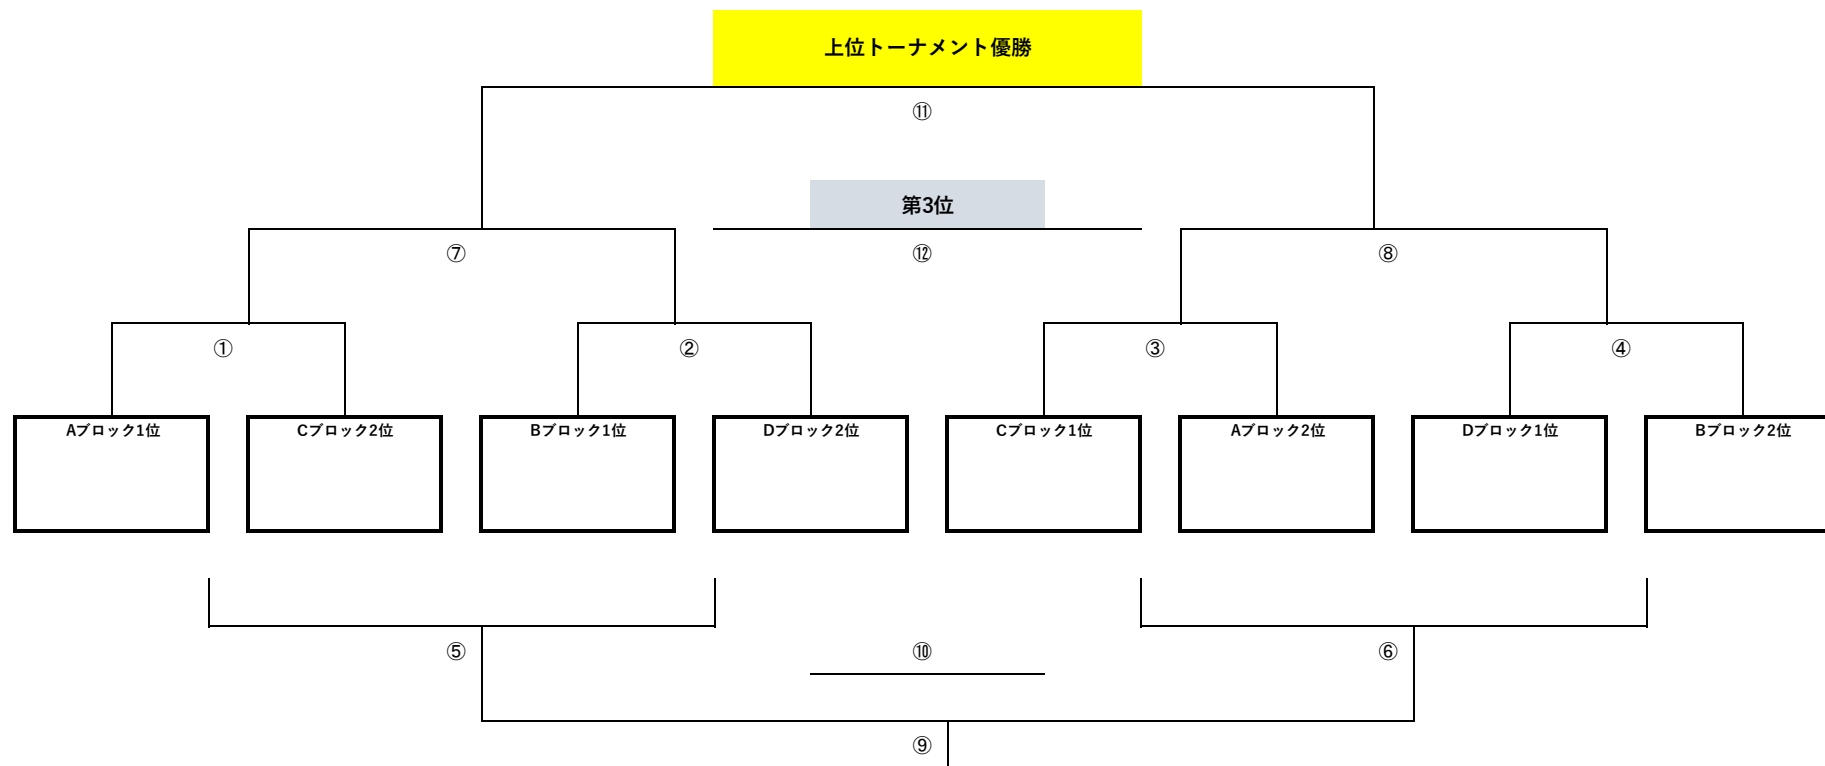 上位トーナメント優勝
⑪
第3位
⑦
⑫
⑧
①
②
③
④
Aブロック1位
Cブロック2位
Bブロック1位
Dブロック2位
Cブロック1位
Aブロック2位
Dブロック1位
Bブロック2位
⑤
⑩
⑥
⑨